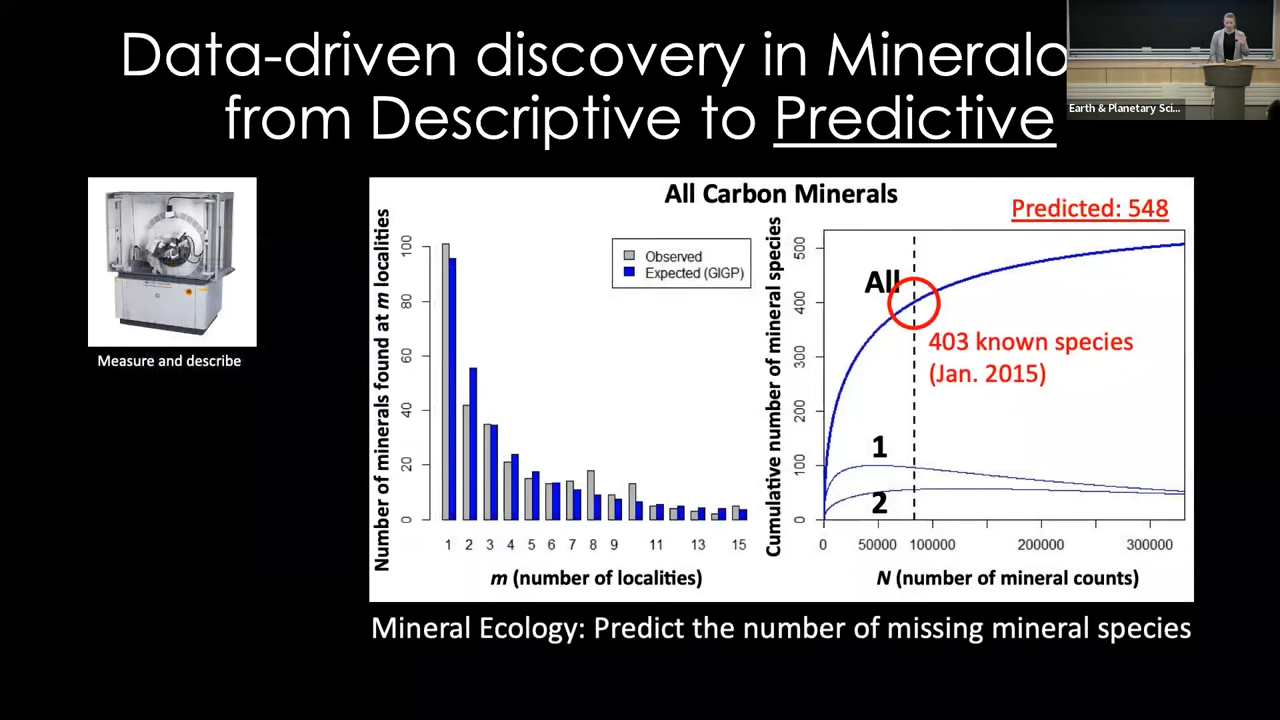 Data-driven discovery in Mineralo
from Descriptive to Predictive
Earth & Planetary Sci...
Measure and describe
All Carbon Minerals
Number of minerals found at m localities
0
20
40
60
80
100
Observed
Expected (GIGP)
1 2 3 4 5 6 7 8 9 11 13 15
m (number of localities)
Predicted: 548
Cumulative number of mineral species
0
100
200
300
400
500
All
403 known species
(Jan. 2015)
1
2
0 50000 100000 200000 300000
N (number of mineral counts)
Mineral Ecology: Predict the number of missing mineral species